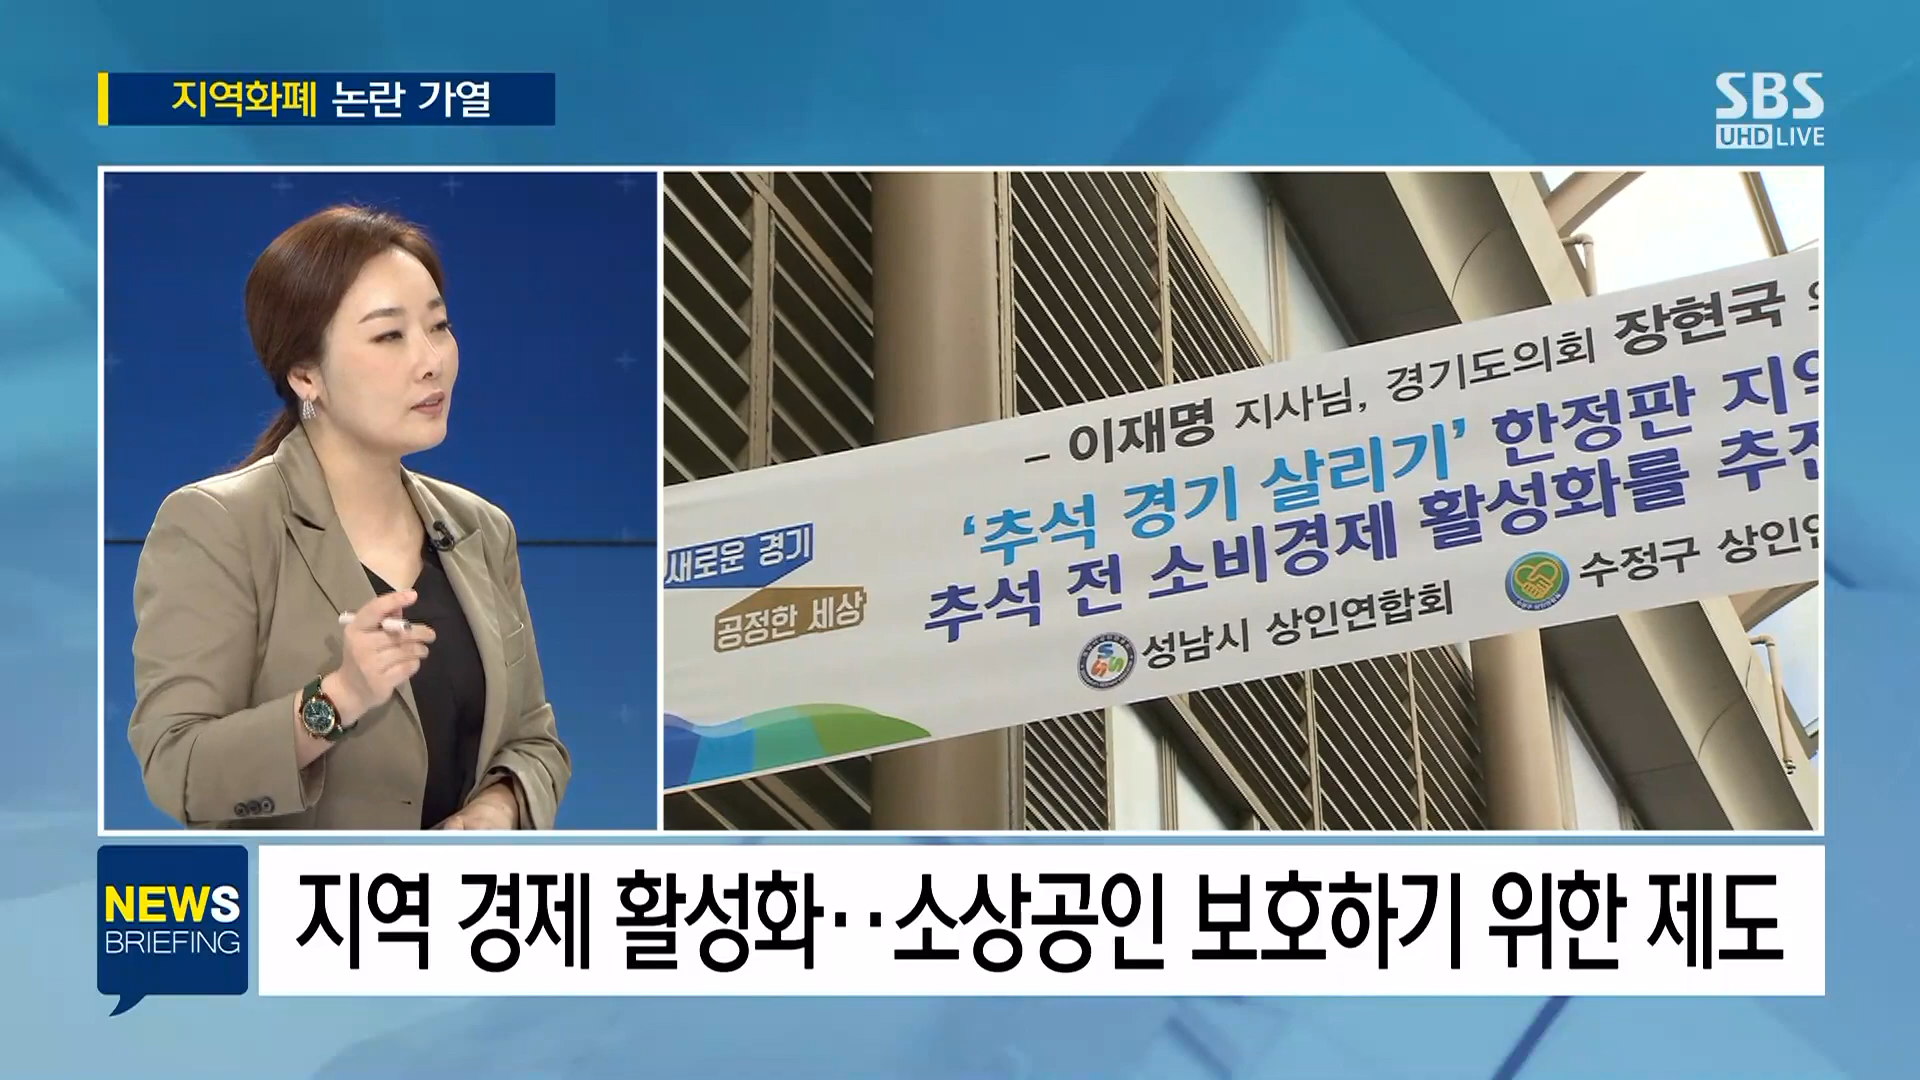 지역화폐 논란 가열
SBS
UHD LIVE
- 이재명 지사님, 경기도의회 장현국
'추석 경기 살리기' 한정판
추석 전 소비경제 활성화를
새로운 경기
공정한 세상
성남시 상인연합회
수정구
NEWS
BRIEFING
지역 경제 활성화··소상공인 보호하기 위한 제도